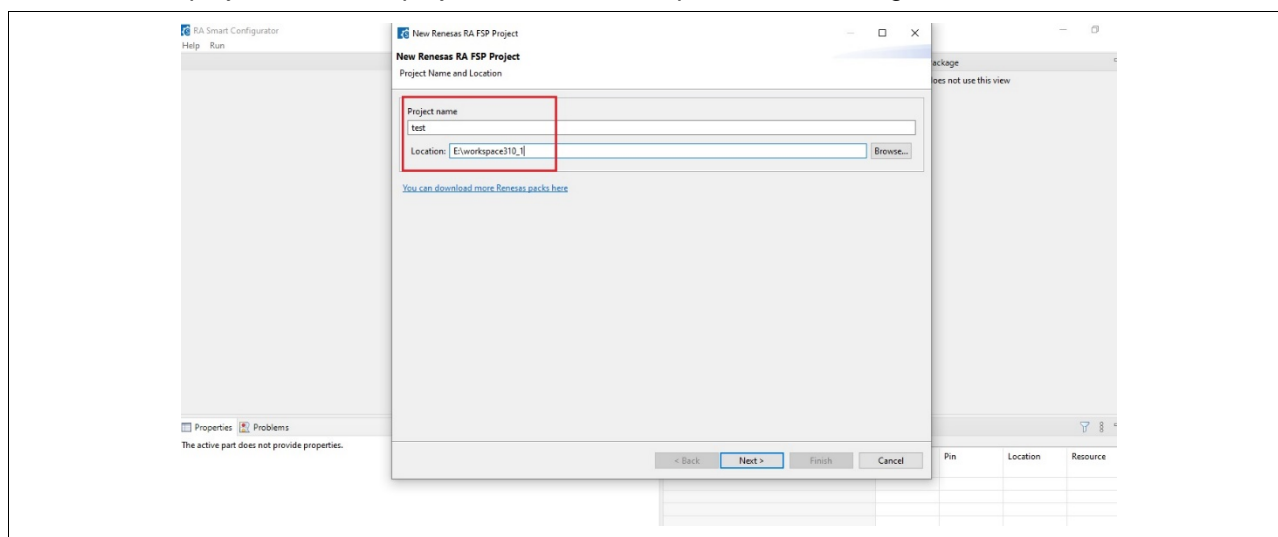 RA Smart Configurator
Help Run
New Renesas RA FSP Project
New Renesas RA FSP Project
Project Name and Location
Project name
test
Location: E:\workspace310_1
Browse...
You can download more Renesas packs here
ackage
does not use this view
Properties Problems
The active part does not provide properties.
< Back Next > Finish Cancel
Pin Location Resource